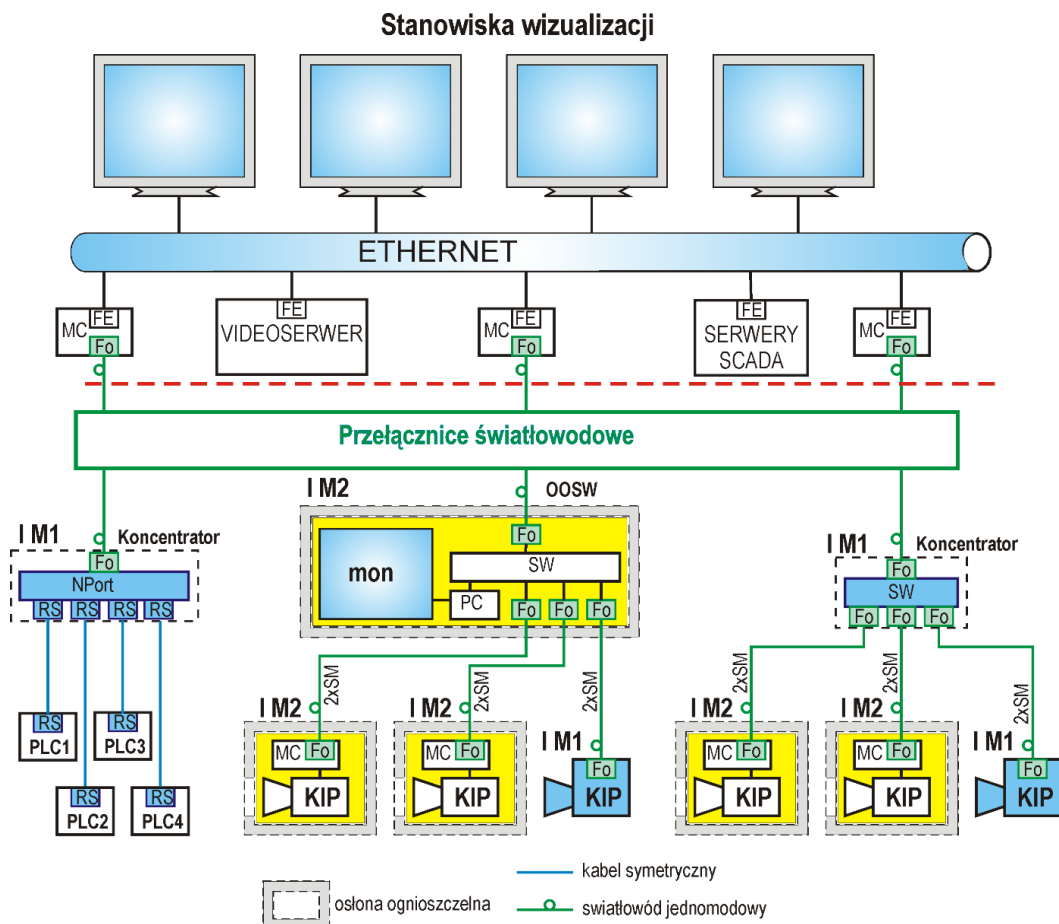 Stanowiska wizualizacji
ETHERNET
MC FE Fo
FE VIDEOSERWER
MC FE Fo
FE SERWERY SCADA
MC FE Fo
Przełącznice światłowodowe
I M1
Koncentrator
Fo
NPort
RS RS RS RS
I M2
OOSW
Fo
mon
SW
PC
Fo Fo Fo
I M1
Koncentrator
Fo
SW
Fo Fo Fo
2xSM
2xSM
2xSM
2xSM
2xSM
2xSM
RS
PLC1
RS
PLC3
RS
PLC2
RS
PLC4
I M2
MC Fo
KIP
I M2
MC Fo
KIP
I M1
Fo
KIP
I M2
MC Fo
KIP
I M2
MC Fo
KIP
I M1
Fo
KIP
osłona ognioszczelna
kabel symetryczny
swiatłowód jednomodowy